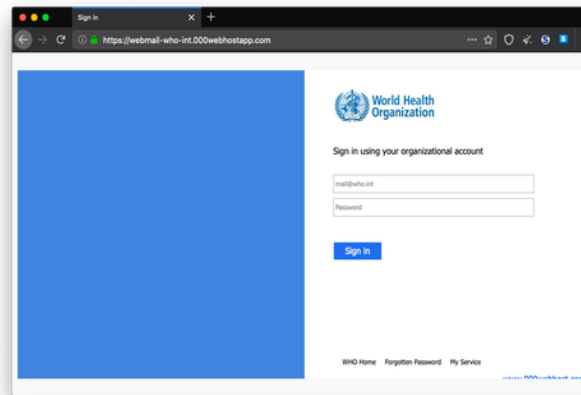 Sign in
https://webmail-who-int.000webhostapp.com
World Health
Organization
Sign in using your organizational account
mail@who.int
Password
Sign in
WHO Home Forgotten Password My Service